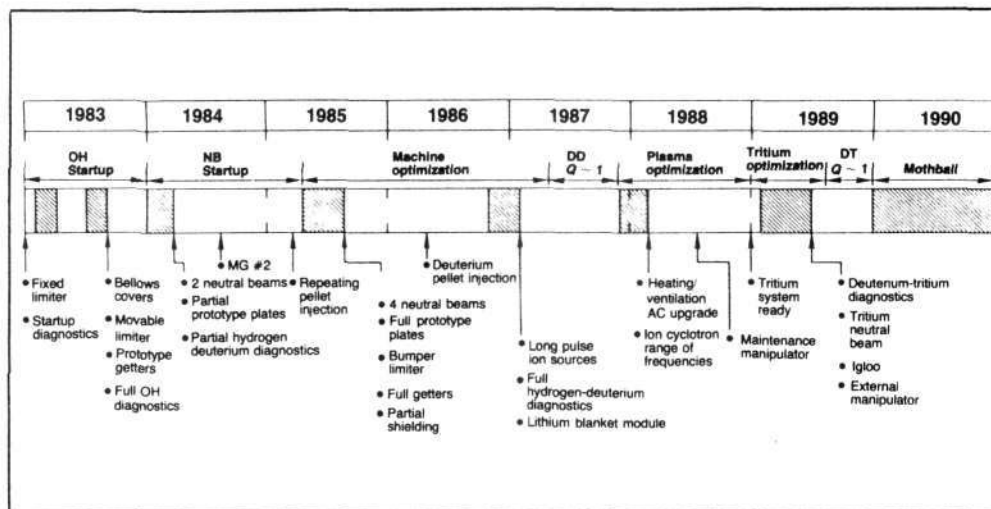 1983 1984 1985 1986 1987 1988 1989 1990
OH
Startup
NB
Startup
Machine
optimization
DD
Q ~ 1
Plasma
optimization
Tritium
optimization
DT
Q ~ 1
Mothball
• Fixed
limiter
• Startup
diagnostics
• Bellows
covers
• Movable
limiter
• Prototype
getters
• Full OH
diagnostics
• MG #2
• 2 neutral beams
• Partial
prototype plates
• Partial hydrogen
deuterium diagnostics
• Repeating
pellet
injection
• 4 neutral beams
• Full prototype
plates
• Bumper
limiter
• Full getters
• Partial
shielding
• Deuterium
pellet injection
• Long pulse
ion sources
• Full
hydrogen-deuterium
diagnostics
• Lithium blanket module
• Heating/
ventilation
AC upgrade
• Ion cyclotron
range of
frequencies
• Maintenance
manipulator
• Tritium
system
ready
• Deuterium-tritium
diagnostics
• Tritium
neutral
beam
• Igloo
• External
manipulator